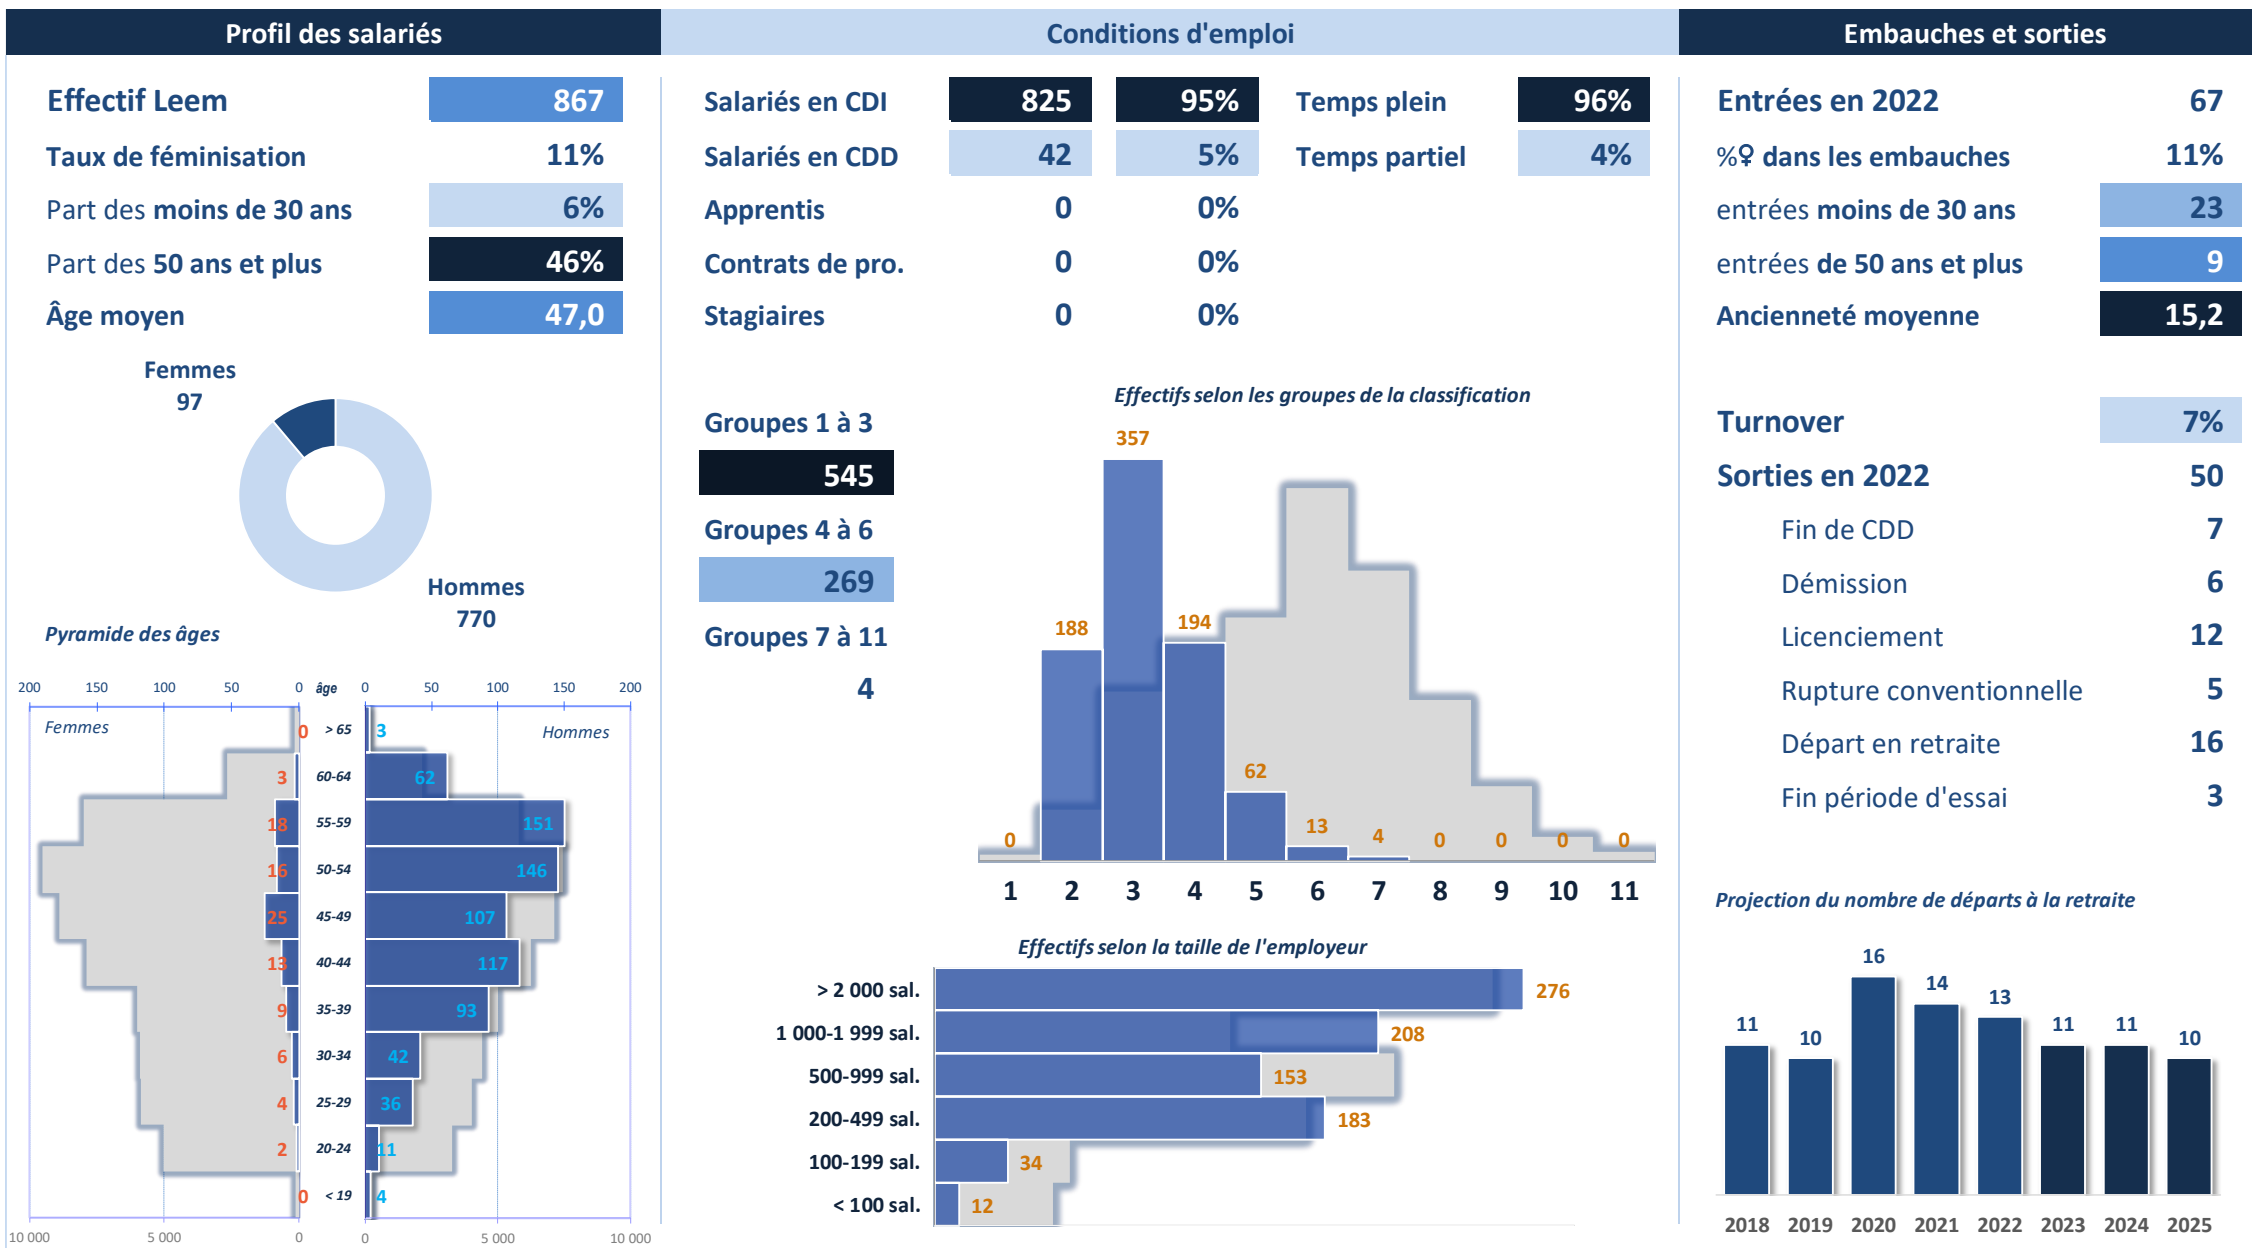 Profil des salariés
Effectif Leem 867
Taux de féminisation 11%
Part des moins de 30 ans 6%
Part des 50 ans et plus 46%
Âge moyen 47,0
Femmes
97
Hommes
770
Pyramide des âges
200 150 100 50 0 âge 0 50 100 150 200
Femmes Hommes
0 > 65 3
3 60-64 62
18 55-59 151
16 50-54 146
25 45-49 107
13 40-44 117
9 35-39 93
6 30-34 42
4 25-29 36
2 20-24 11
0 < 19 4
10 000 5 000 0 0 5 000 10 000
Conditions d'emploi
Salariés en CDI 825 95% Temps plein 96%
Salariés en CDD 42 5% Temps partiel 4%
Apprentis 0 0%
Contrats de pro. 0 0%
Stagiaires 0 0%
Groupes 1 à 3
545
Groupes 4 à 6
269
Groupes 7 à 11
4
Effectifs selon les groupes de la classification
0 188 357 194 62 13 4 0 0 0 0
1 2 3 4 5 6 7 8 9 10 11
Effectifs selon la taille de l'employeur
> 2 000 sal. 276
1 000-1 999 sal. 208
500-999 sal. 153
200-499 sal. 183
100-199 sal. 34
< 100 sal. 12
Embauches et sorties
Entrées en 2022 67
%♀ dans les embauches 11%
entrées moins de 30 ans 23
entrées de 50 ans et plus 9
Ancienneté moyenne 15,2
Turnover 7%
Sorties en 2022 50
Fin de CDD 7
Démission 6
Licenciement 12
Rupture conventionnelle 5
Départ en retraite 16
Fin période d'essai 3
Projection du nombre de départs à la retraite
11 10 16 14 13 11 11 10
2018 2019 2020 2021 2022 2023 2024 2025